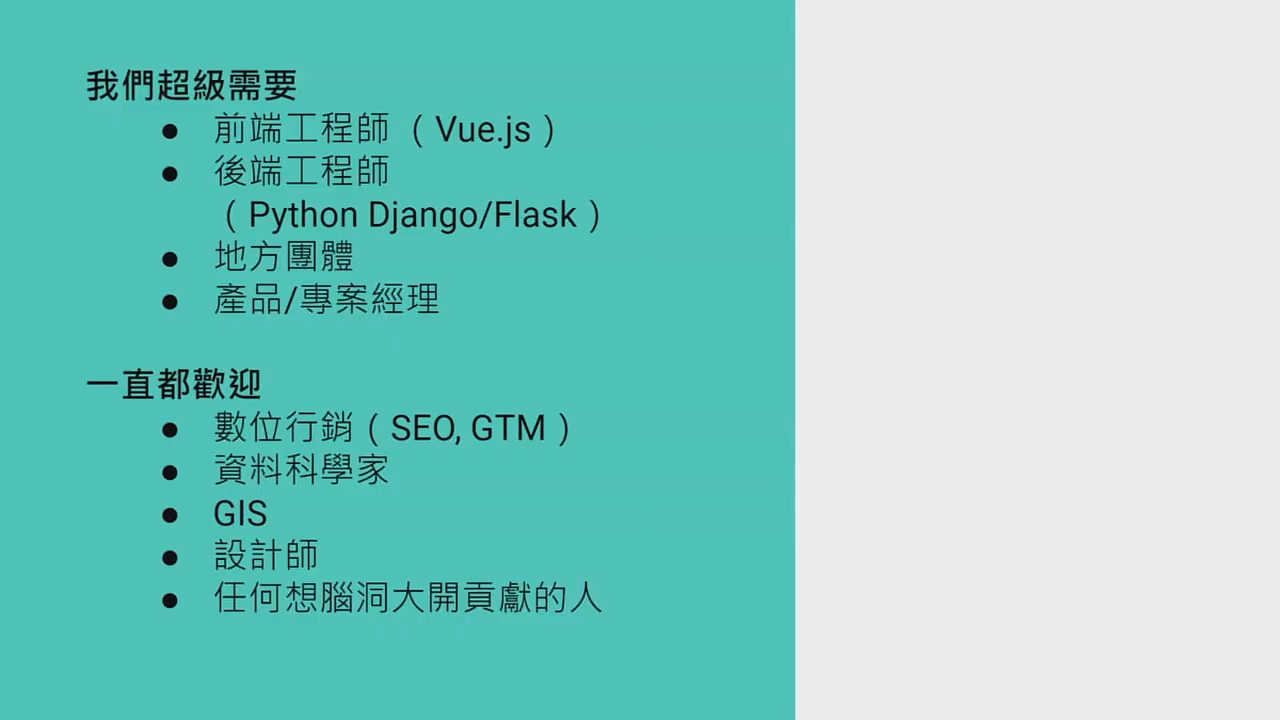 我們超級需要
● 前端工程師 （Vue.js）
● 後端工程師
（Python Django/Flask）
● 地方團體
● 產品/專案經理
一直都歡迎
● 數位行銷（SEO, GTM）
● 資料科學家
● GIS
● 設計師
● 任何想腦洞大開貢獻的人